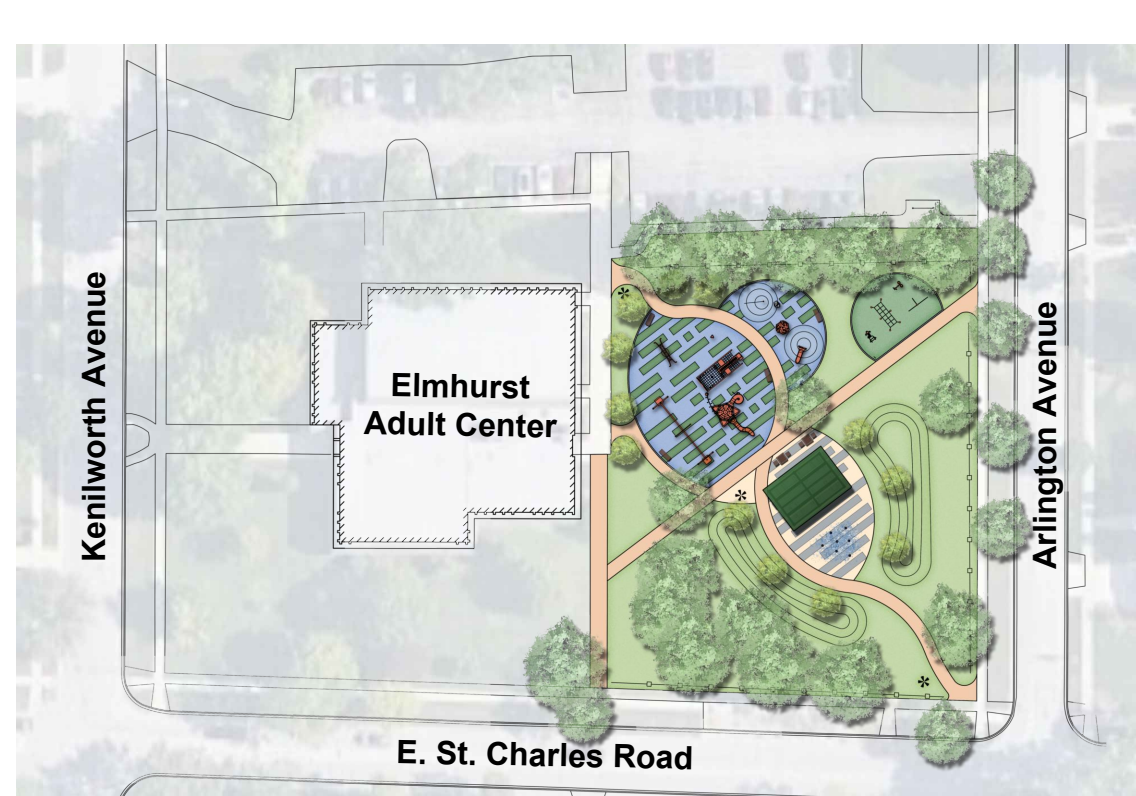 Kenilworth Avenue
Elmhurst
Adult Center
Arlington Avenue
E. St. Charles Road